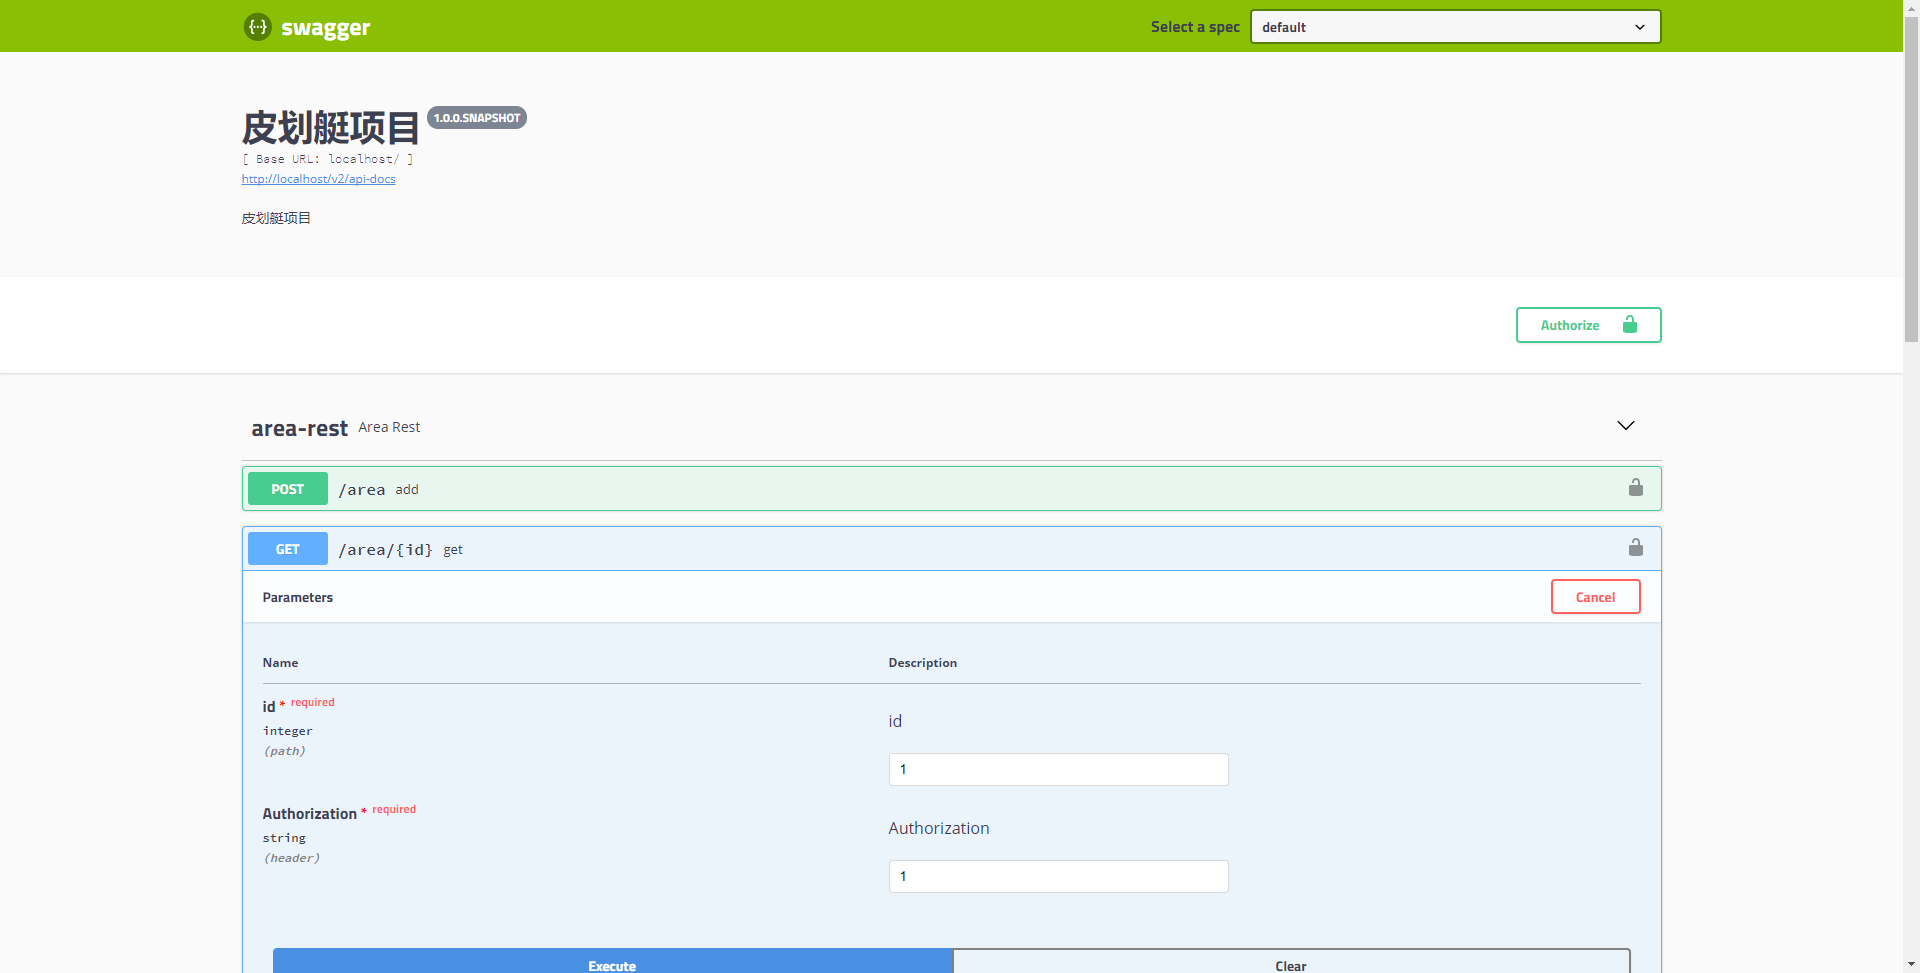 {··} swagger
Select a spec
default
皮划艇项目 1.0.0.SNAPSHOT
[ Base URL: localhost/ ]
http://localhost/v2/api-docs
皮划艇项目
Authorize
area-rest Area Rest
POST /area add
GET /area/{id} get
Parameters
Cancel
Name Description
id * required
integer
(path)
id
1
Authorization * required
string
(header)
Authorization
1
Execute
Clear